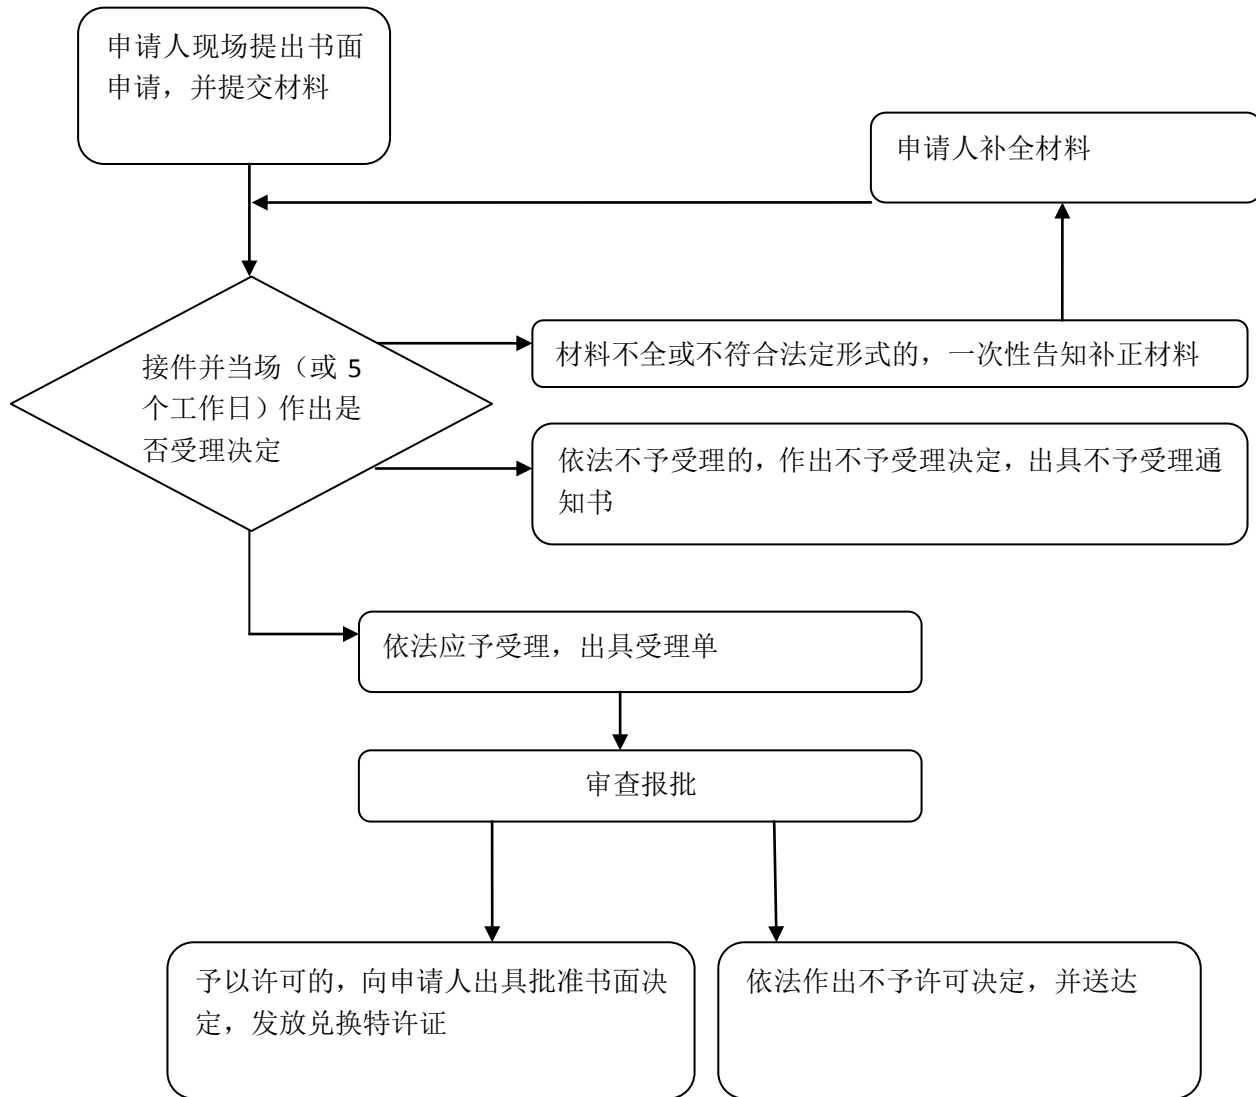 申请人现场提出书面
申请，并提交材料
申请人补全材料
材料不全或不符合法定形式的，一次性告知补正材料
接件并当场（或 5
个工作日）作出是
否受理决定
依法不予受理的，作出不予受理决定，出具不予受理通
知书
依法应予受理，出具受理单
审查报批
予以许可的，向申请人出具批准书面决
定，发放兑换特许证
依法作出不予许可决定，并送达